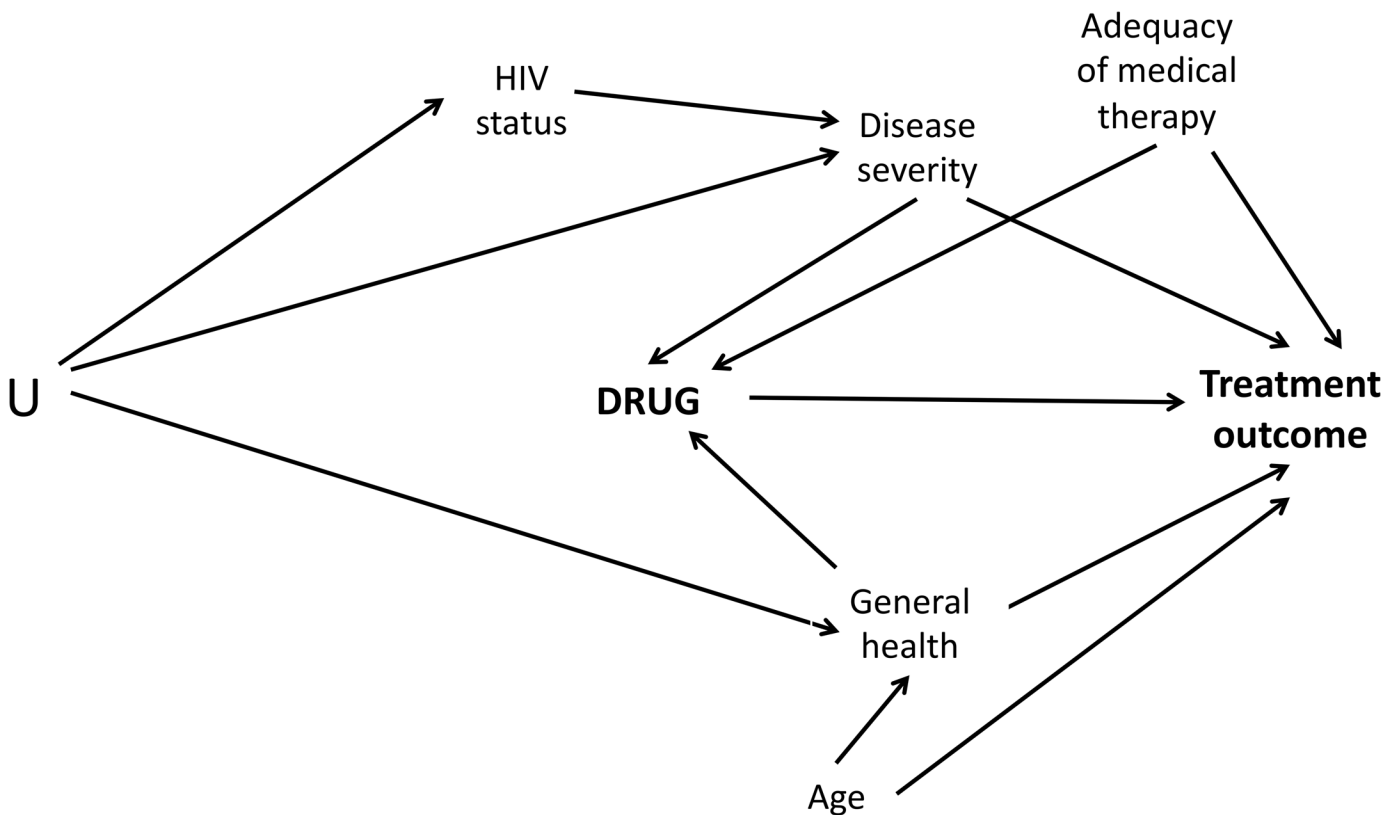 Adequacy
of medical
therapy
HIV
status
Disease
severity
U
DRUG
Treatment
outcome
General
health
Age